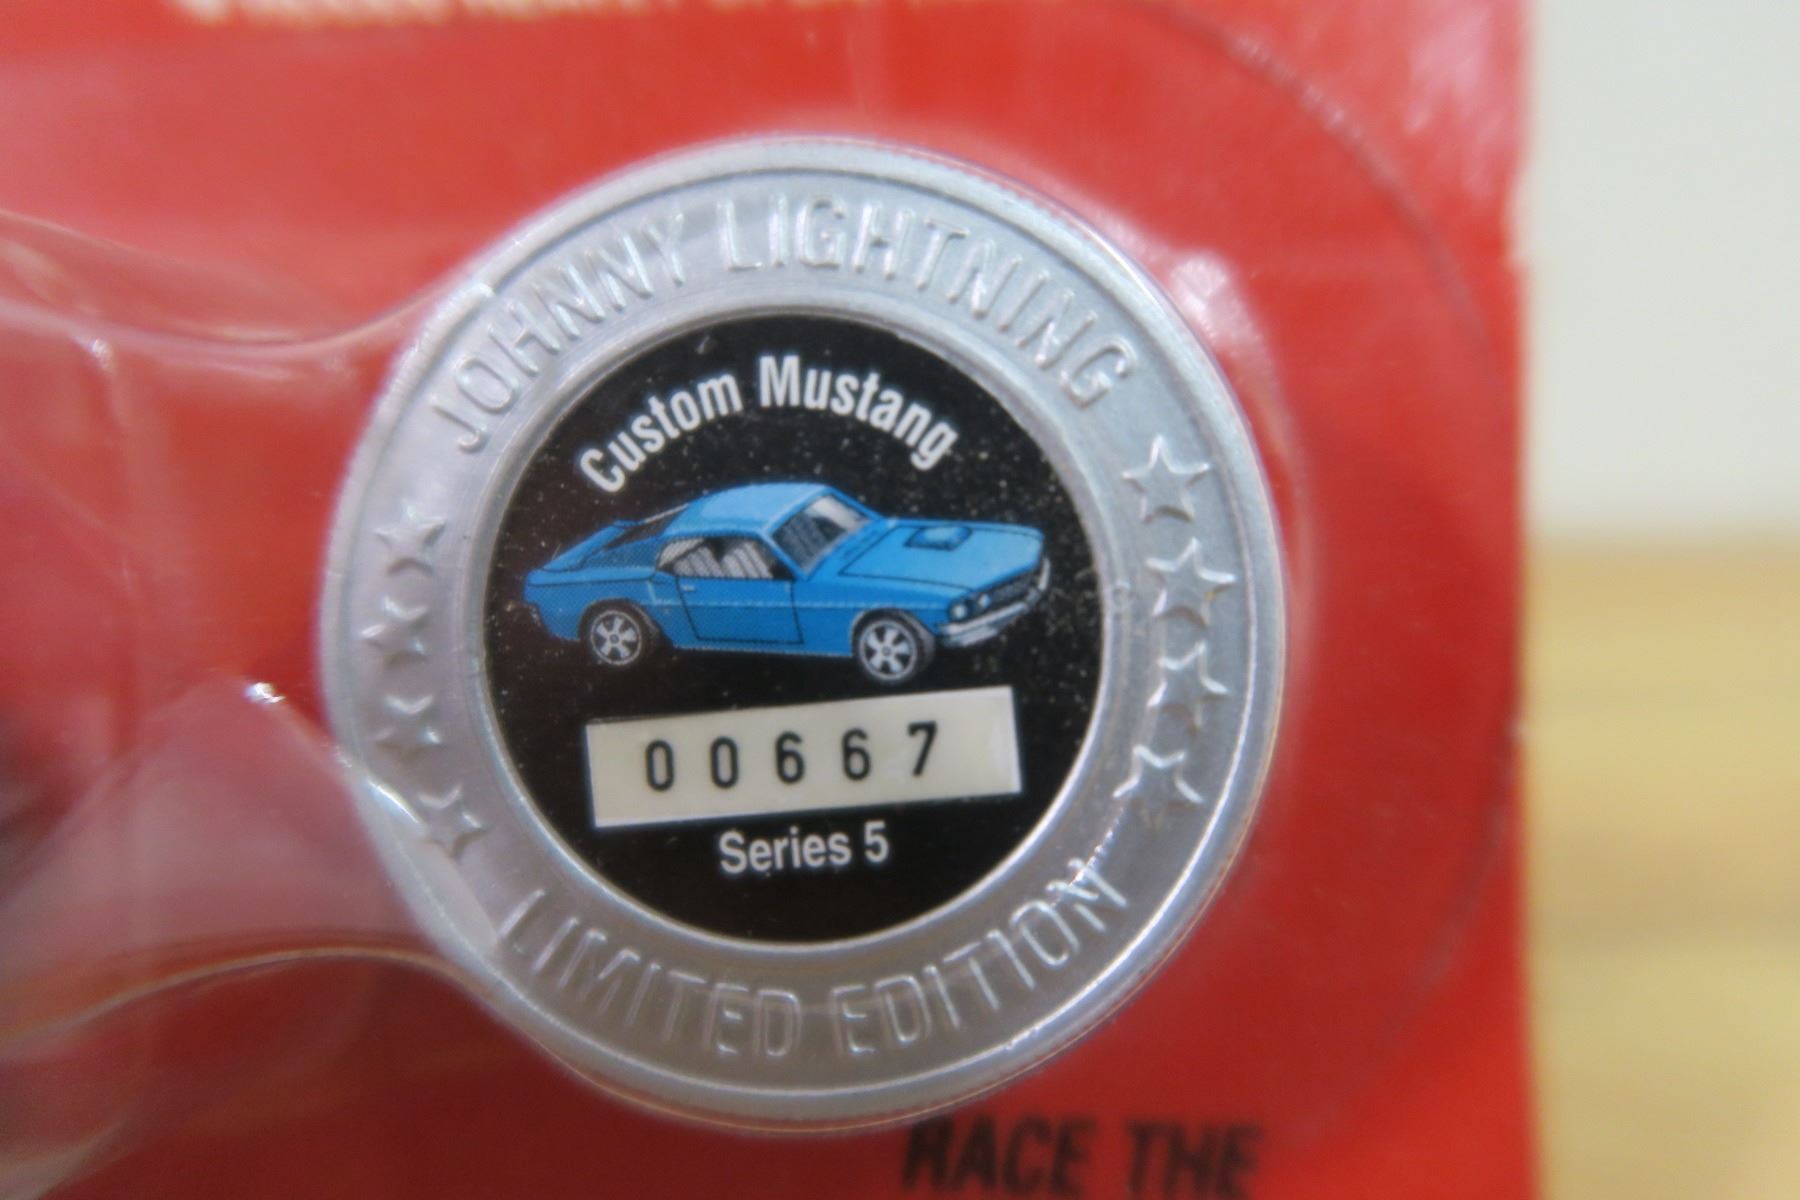 JOHNNY LIGHTNING
Custom Mustang
00667
Series 5
LIMITED EDITION
RACE THE